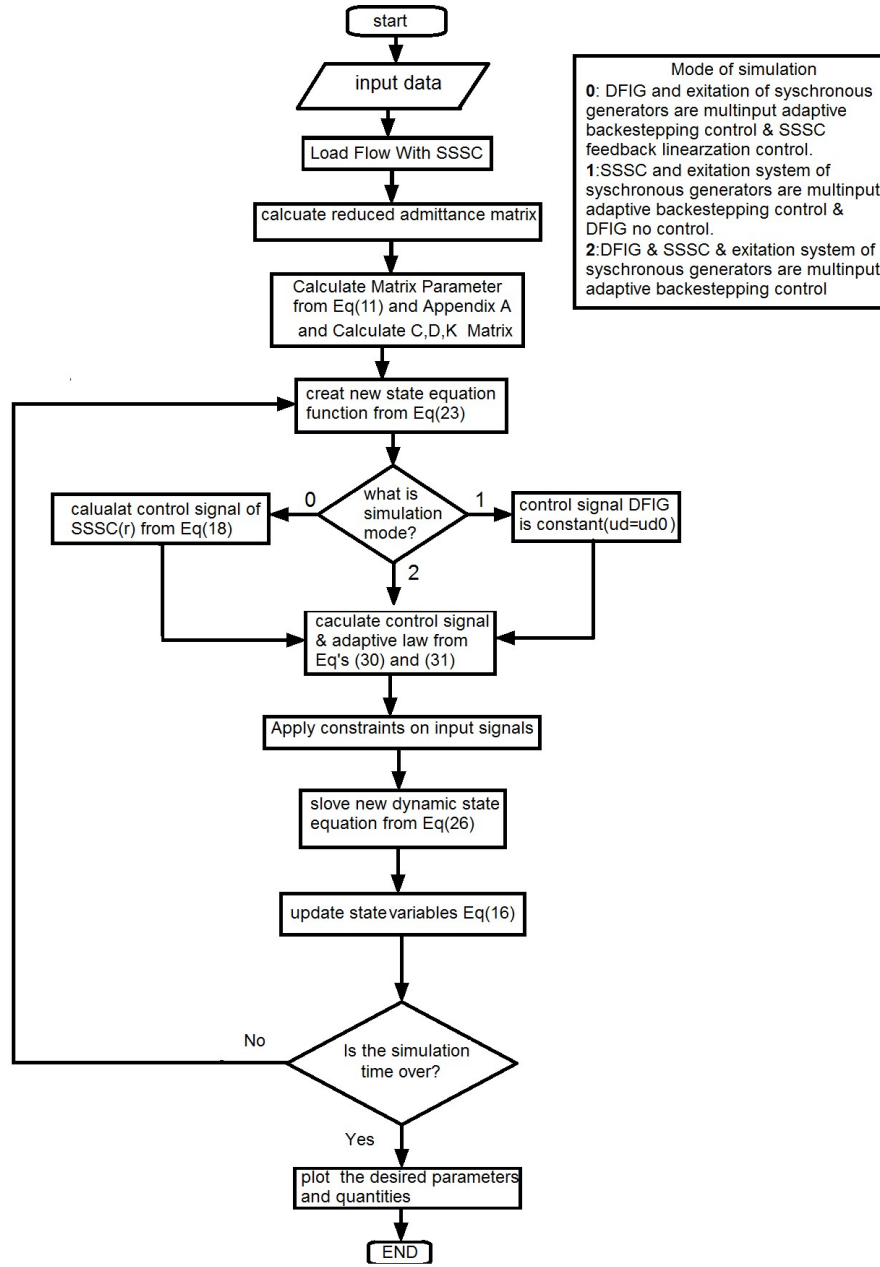 start
input data
Load Flow With SSSC
calcuate reduced admittance matrix
Calculate Matrix Parameter
from Eq(11) and Appendix A
and Calculate C,D,K Matrix
creat new state equation
function from Eq(23)
what is
simulation
mode?
0
1
2
calualat control signal of
SSSC(r) from Eq(18)
control signal DFIG
is constant(ud=ud0)
caculate control signal
& adaptive law from
Eq's (30) and (31)
Apply constraints on input signals
slove new dynamic state
equation from Eq(26)
update state variables Eq(16)
Is the simulation
time over?
No
Yes
plot the desired parameters
and quantities
END
Mode of simulation
0: DFIG and exitation of syschronous
generators are multinput adaptive
backestepping control & SSSC
feedback linearzation control.
1:SSSC and exitation system of
syschronous generators are multinput
adaptive backestepping control &
DFIG no control.
2:DFIG & SSSC & exitation system of
syschronous generators are multinput
adaptive backestepping control